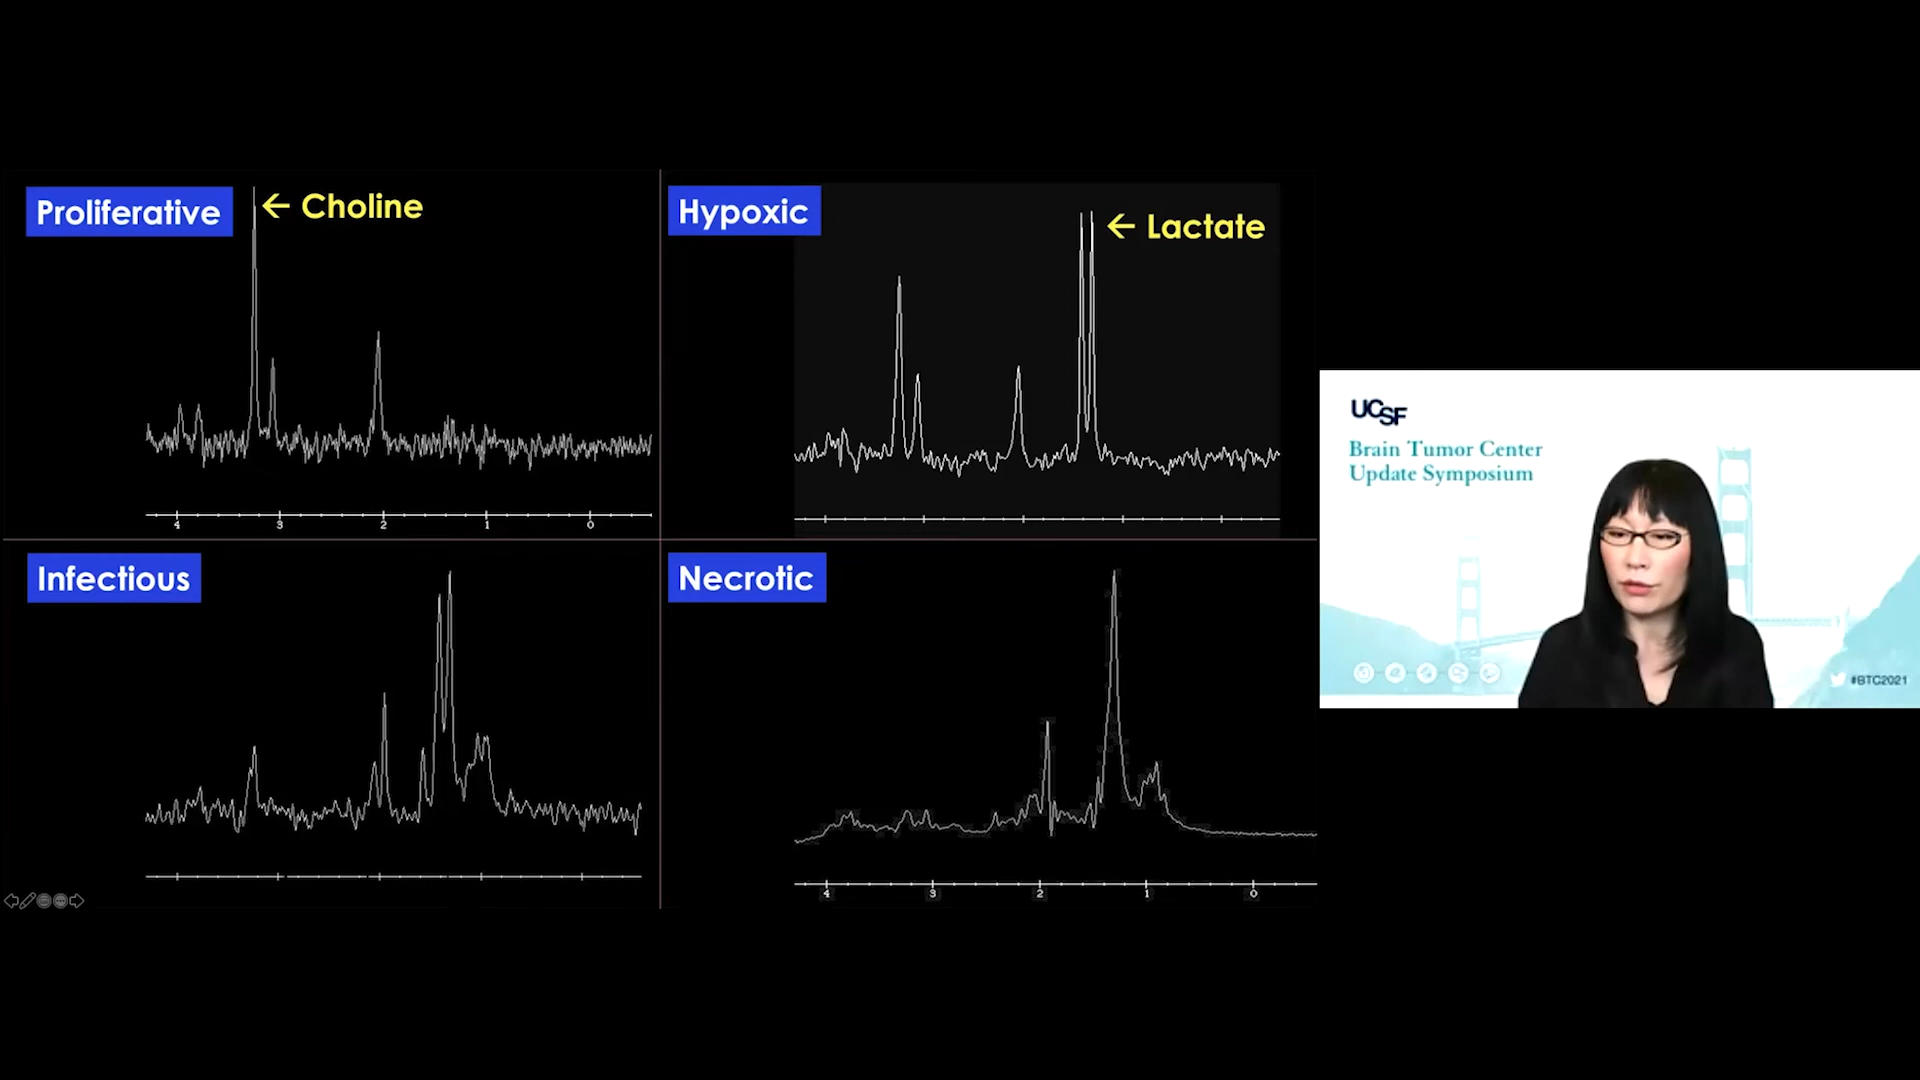 Proliferative
← Choline
4 3 2 1 0
Hypoxic
← Lactate
Infectious
Necrotic
4 3 2 1 0
UCSF
Brain Tumor Center
Update Symposium
#BTC2021